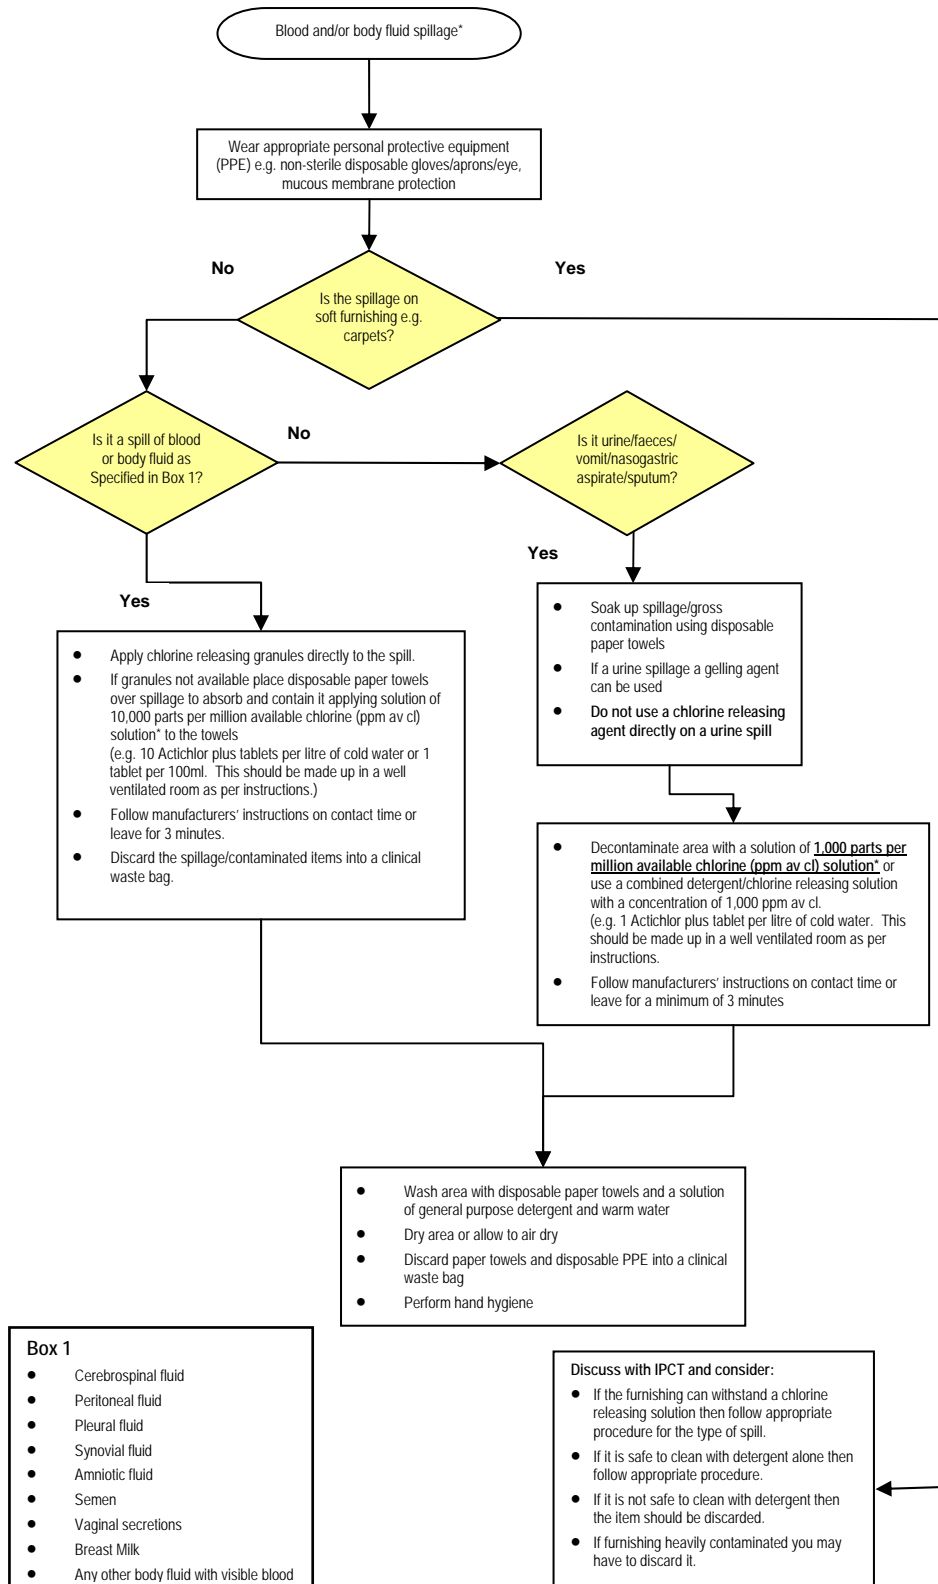 Blood and/or body fluid spillage*
Wear appropriate personal protective equipment
(PPE) e.g. non-sterile disposable gloves/aprons/eye,
mucous membrane protection
No
Yes
Is the spillage on
soft furnishing e.g.
carpets?
Is it a spill of blood
or body fluid as
Specified in Box 1?
No
Is it urine/faeces/
vomit/nasogastric
aspirate/sputum?
Yes
Yes
● Apply chlorine releasing granules directly to the spill.
● If granules not available place disposable paper towels
over spillage to absorb and contain it applying solution of
10,000 parts per million available chlorine (ppm av cl)
solution* to the towels
(e.g. 10 Actichlor plus tablets per litre of cold water or 1
tablet per 100ml. This should be made up in a well
ventilated room as per instructions.)
● Follow manufacturers' instructions on contact time or
leave for 3 minutes.
● Discard the spillage/contaminated items into a clinical
waste bag.
● Soak up spillage/gross
contamination using disposable
paper towels
● If a urine spillage a gelling agent
can be used
● Do not use a chlorine releasing
agent directly on a urine spill
● Decontaminate area with a solution of 1,000 parts per
million available chlorine (ppm av cl) solution* or
use a combined detergent/chlorine releasing solution
with a concentration of 1,000 ppm av cl.
(e.g. 1 Actichlor plus tablet per litre of cold water. This
should be made up in a well ventilated room as per
instructions.
● Follow manufacturers' instructions on contact time or
leave for a minimum of 3 minutes
● Wash area with disposable paper towels and a solution
of general purpose detergent and warm water
● Dry area or allow to air dry
● Discard paper towels and disposable PPE into a clinical
waste bag
● Perform hand hygiene
Box 1
● Cerebrospinal fluid
● Peritoneal fluid
● Pleural fluid
● Synovial fluid
● Amniotic fluid
● Semen
● Vaginal secretions
● Breast Milk
● Any other body fluid with visible blood
Discuss with IPCT and consider:
● If the furnishing can withstand a chlorine
releasing solution then follow appropriate
procedure for the type of spill.
● If it is safe to clean with detergent alone then
follow appropriate procedure.
● If it is not safe to clean with detergent then
the item should be discarded.
● If furnishing heavily contaminated you may
have to discard it.